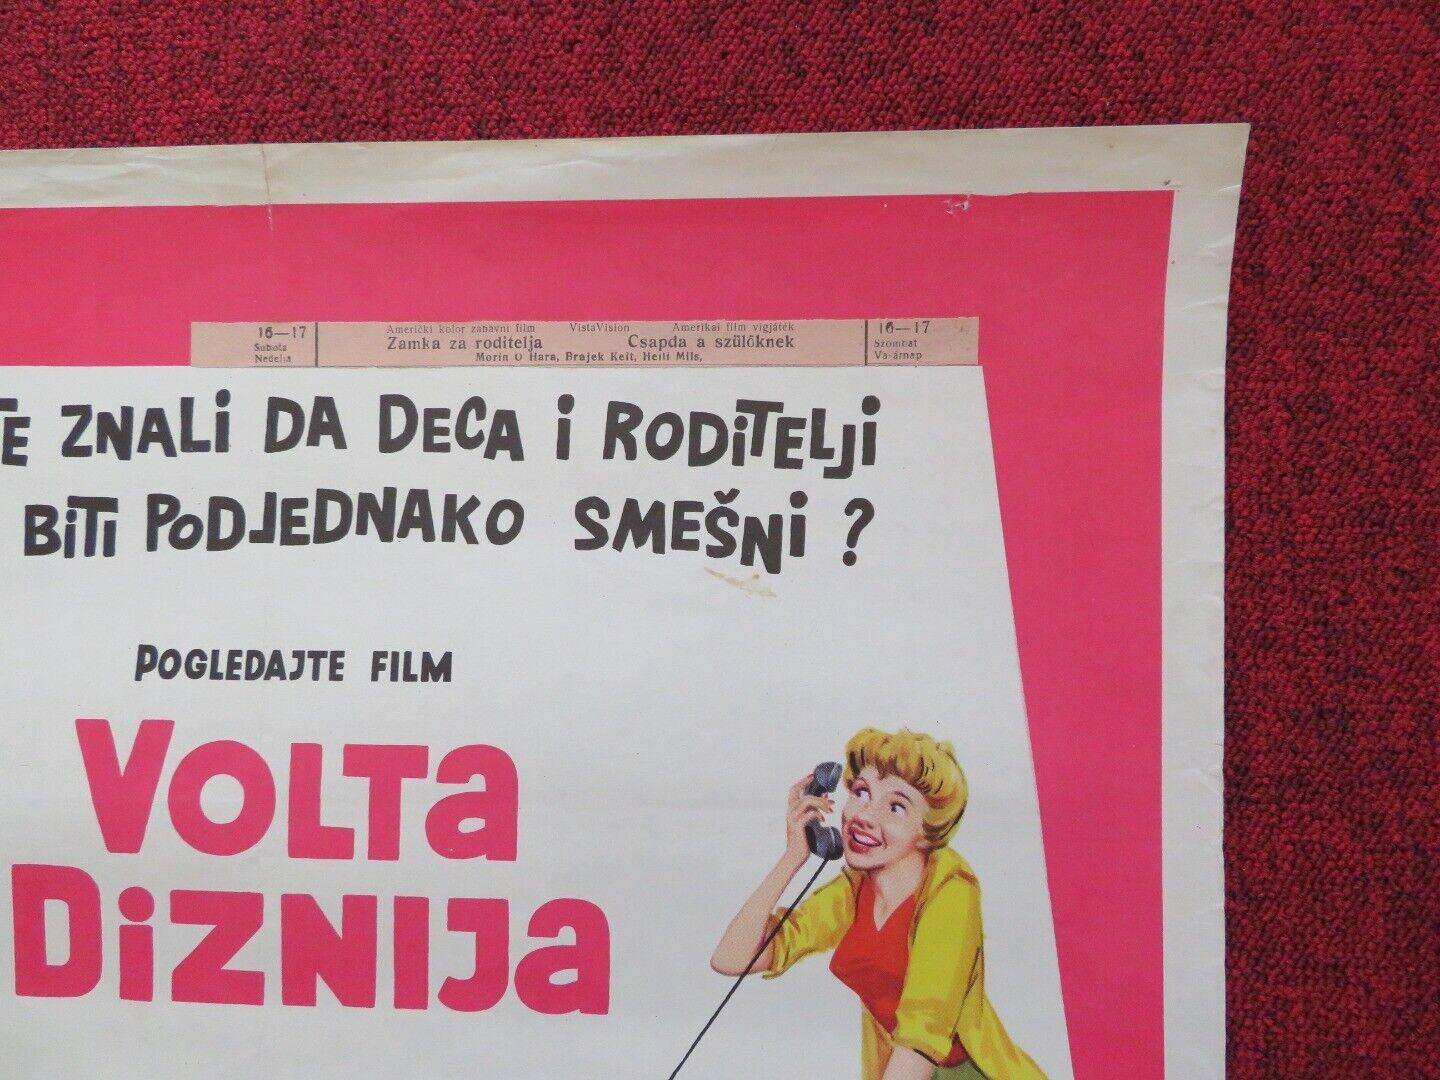 16—17 Američki kolor zabavni film VistaVision Amerikai film vigjáték 16—17
Subota Zamka za roditelja Csapda a szülőknek Szombat
Nedelja Morin O Hara, Brajek Keit, Heili Mils, Va·árnap
TE ZNALi DA DECA i RODiTELJi
BiTi PODJEDNAKO SMEŠNi ?
POGLEDAJTE FILM
VOLTa
DiZNIJa